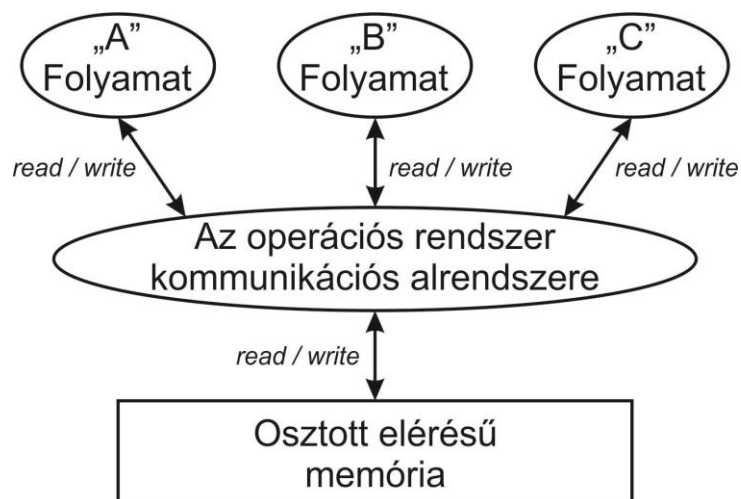 „A”
Folyamat
„B”
Folyamat
„C”
Folyamat
read / write
read / write
read / write
Az operációs rendszer
kommunikációs alrendszere
read / write
Osztott elérésű
memória